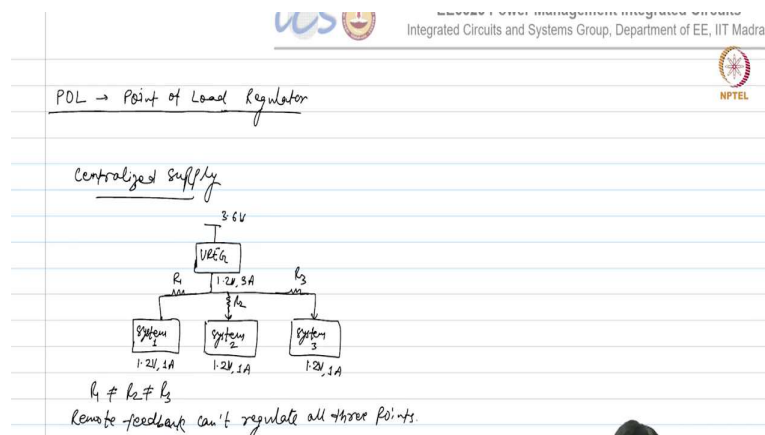 Integrated Circuits and Systems Group, Department of EE, IIT Madra
NPTEL
POL → Point of Load Regulator
Centralized Supply
3.6V
VREG
R1 1.2V, 3A R3
R2
System 1 System 2 System 3
1.2V, 1A 1.2V, 1A 1.2V, 1A
R1 ≠ R2 ≠ R3
Remote feedback can't regulate all three points.